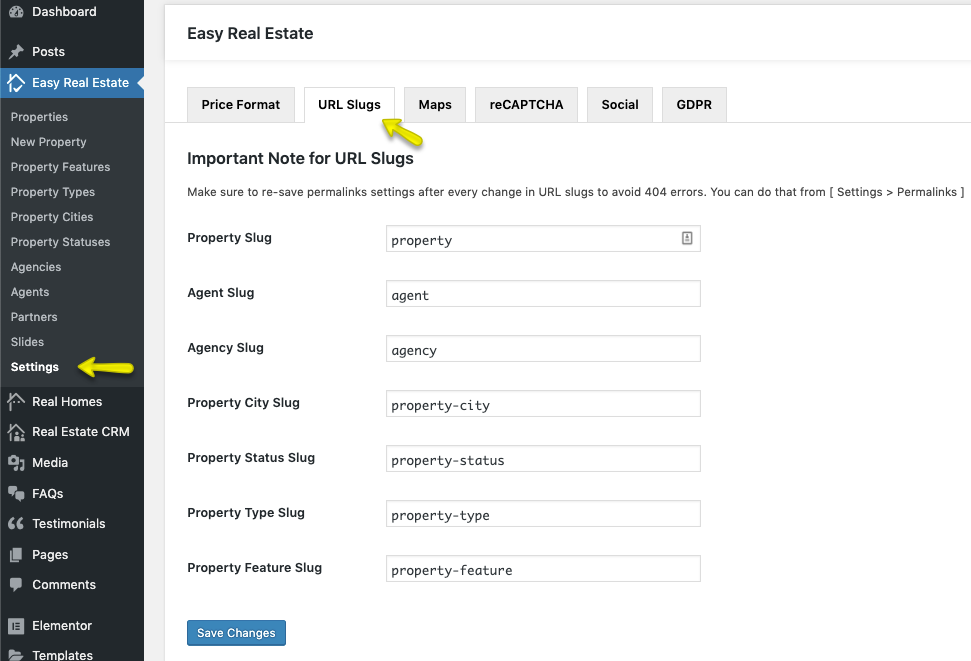 Dashboard
Posts
Easy Real Estate
Properties
New Property
Property Features
Property Types
Property Cities
Property Statuses
Agencies
Agents
Partners
Slides
Settings
Real Homes
Real Estate CRM
Media
FAQs
Testimonials
Pages
Comments
Elementor
Templates
Easy Real Estate
Price Format URL Slugs Maps reCAPTCHA Social GDPR
Important Note for URL Slugs
Make sure to re-save permalinks settings after every change in URL slugs to avoid 404 errors. You can do that from [ Settings > Permalinks ]
Property Slug property
Agent Slug agent
Agency Slug agency
Property City Slug property-city
Property Status Slug property-status
Property Type Slug property-type
Property Feature Slug property-feature
Save Changes